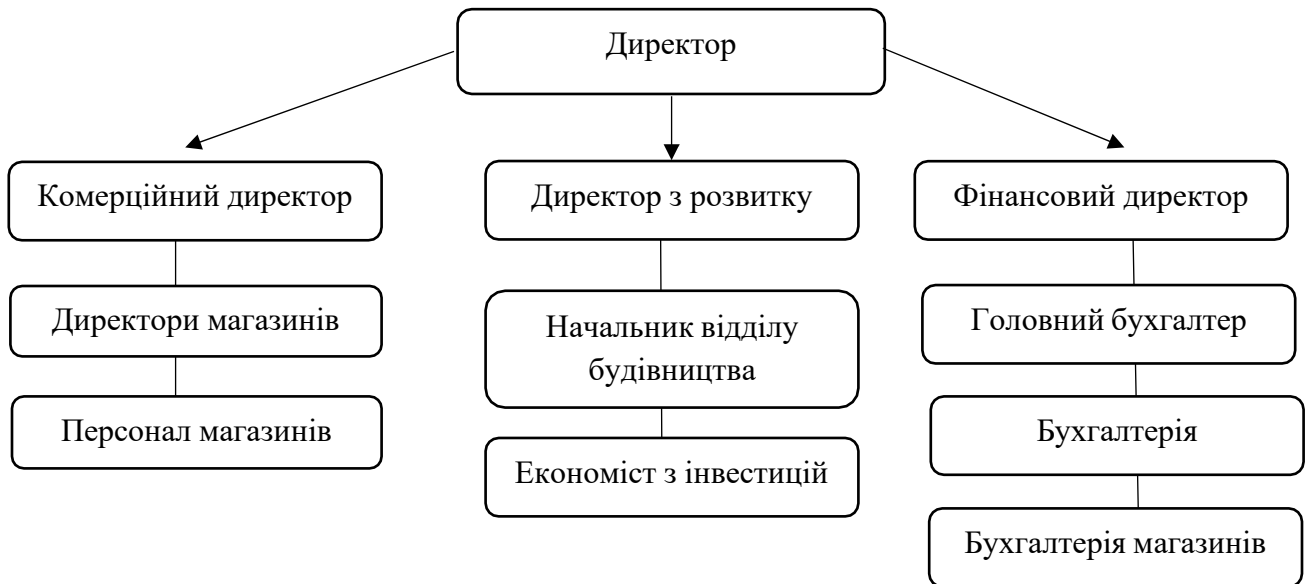 Директор
Комерційний директор
Директор з розвитку
Фінансовий директор
Директори магазинів
Начальник відділу
будівництва
Головний бухгалтер
Персонал магазинів
Економіст з інвестицій
Бухгалтерія
Бухгалтерія магазинів